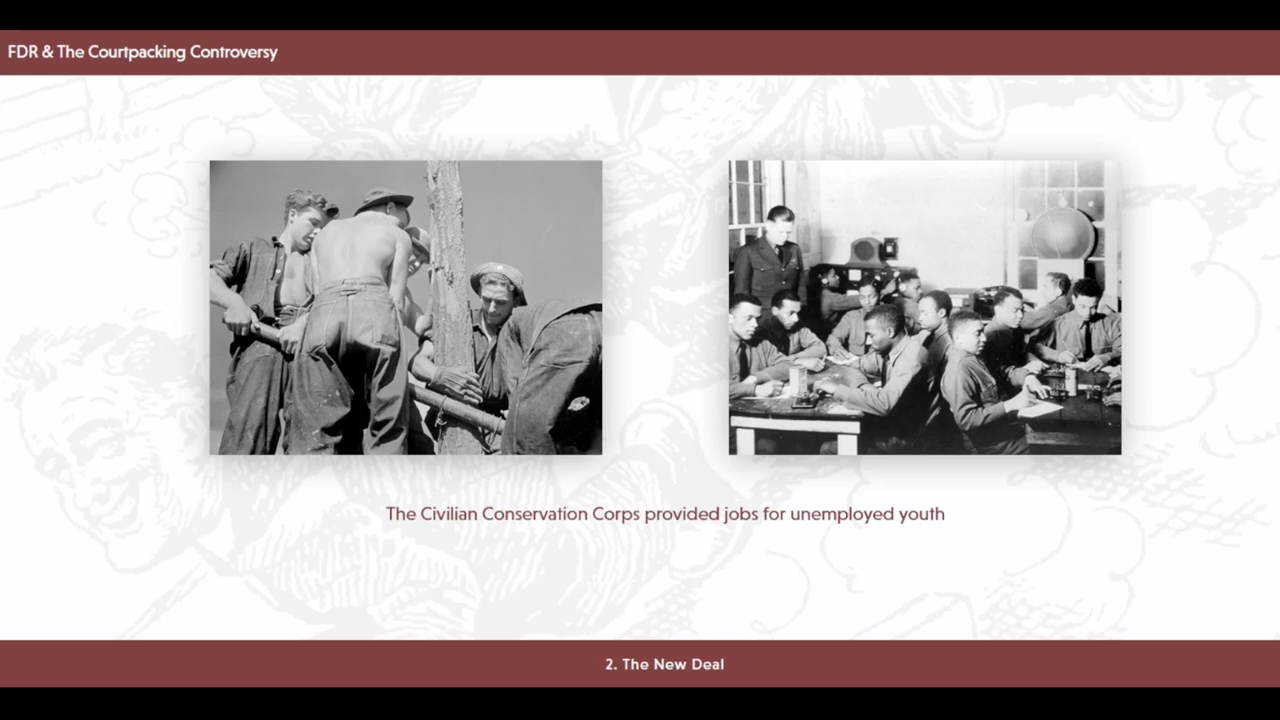 FDR & The Courtpacking Controversy
The Civilian Conservation Corps provided jobs for unemployed youth
2. The New Deal